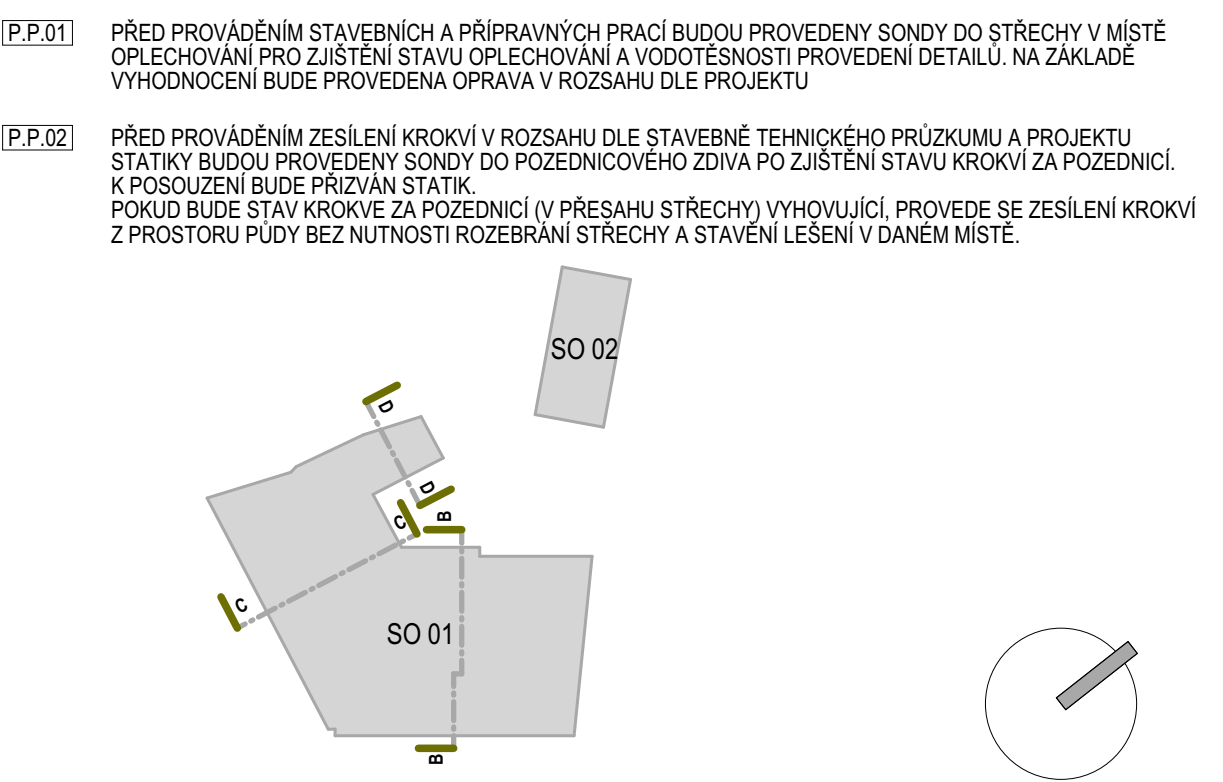 P.P.01 PŘED PROVÁDĚNÍM STAVEBNÍCH A PŘÍPRAVNÝCH PRACÍ BUDOU PROVEDENY SONDY DO STŘECHY V MÍSTĚ
OPLECHOVÁNÍ PRO ZJIŠTĚNÍ STAVU OPLECHOVÁNÍ A VODOTĚSNOSTI PROVEDENÍ DETAILŮ. NA ZÁKLADĚ
VYHODNOCENÍ BUDE PROVEDENA OPRAVA V ROZSAHU DLE PROJEKTU
P.P.02 PŘED PROVÁDĚNÍM ZESÍLENÍ KROKVÍ V ROZSAHU DLE STAVEBNĚ TEHNICKÉHO PRŮZKUMU A PROJEKTU
STATIKY BUDOU PROVEDENY SONDY DO POZEDNICOVÉHO ZDIVA PO ZJIŠTĚNÍ STAVU KROKVÍ ZA POZEDNICÍ.
K POSOUZENÍ BUDE PŘIZVÁN STATIK.
POKUD BUDE STAV KROKVE ZA POZEDNICÍ (V PŘESAHU STŘECHY) VYHOVUJÍCÍ, PROVEDE SE ZESÍLENÍ KROKVÍ
Z PROSTORU PŮDY BEZ NUTNOSTI ROZEBRÁNÍ STŘECHY A STAVĚNÍ LEŠENÍ V DANÉM MÍSTĚ.
SO 02
D
D
C
B
C
SO 01
B